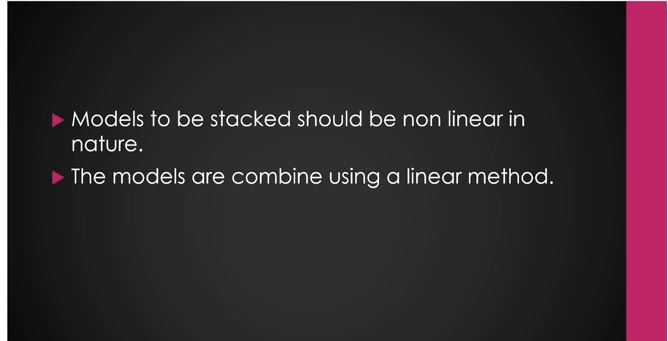 Models to be stacked should be non linear in
nature.
The models are combine using a linear method.